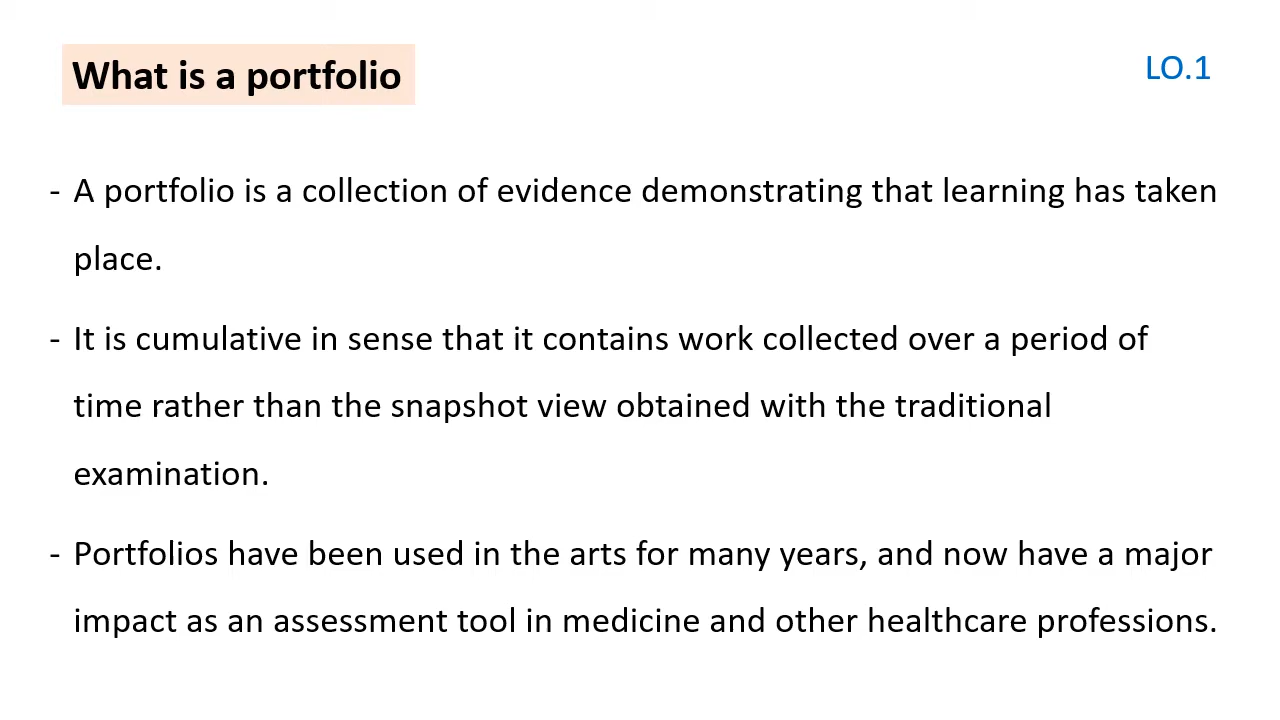 What is a portfolio
LO.1
- A portfolio is a collection of evidence demonstrating that learning has taken
place.
- It is cumulative in sense that it contains work collected over a period of
time rather than the snapshot view obtained with the traditional
examination.
- Portfolios have been used in the arts for many years, and now have a major
impact as an assessment tool in medicine and other healthcare professions.